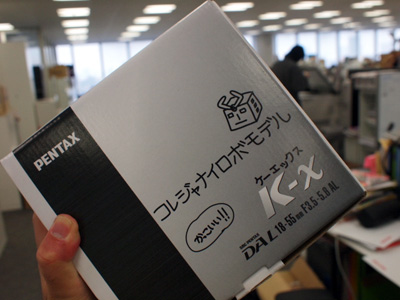 PENTAX
コレジャナイロボモデル
かっこいい!!
ケーエックス
K-x
DA L 18-55mm F3.5-5.6 AL